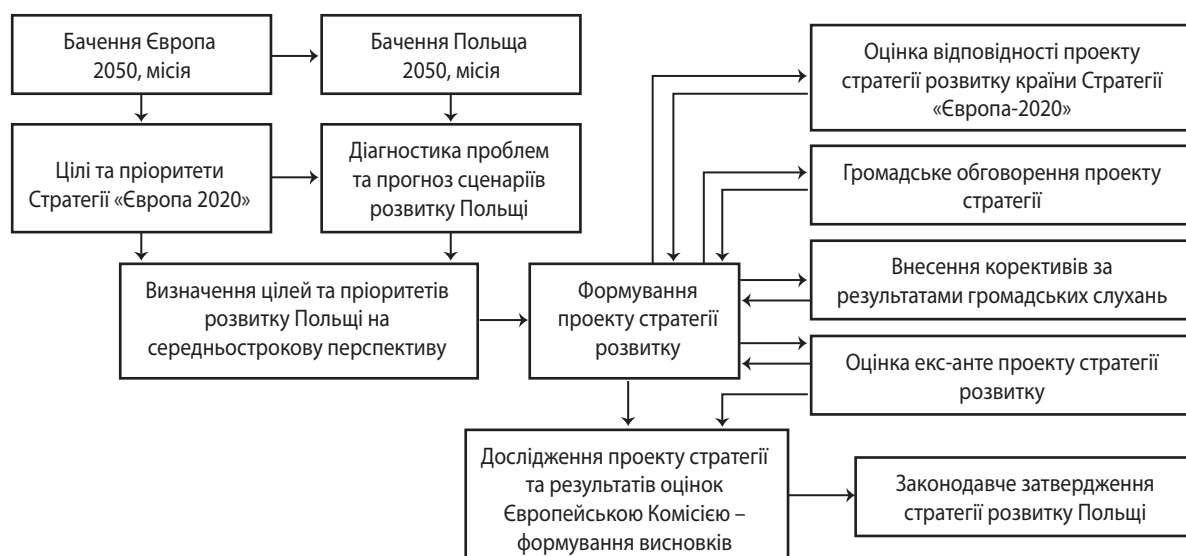 Бачення Європа
2050, місія
Бачення Польща
2050, місія
Цілі та пріоритети
Стратегії «Європа 2020»
Діагностика проблем
та прогноз сценаріїв
розвитку Польщі
Визначення цілей та пріоритетів
розвитку Польщі на
середньострокову перспективу
Формування
проекту стратегії
розвитку
Оцінка відповідності проекту
стратегії розвитку країни Стратегії
«Європа-2020»
Громадське обговорення проекту
стратегії
Внесення корективів за
результатами громадських слухань
Оцінка екс-анте проекту стратегії
розвитку
Дослідження проекту стратегії
та результатів оцінок
Європейською Комісією –
формування висновків
Законодавче затвердження
стратегії розвитку Польщі